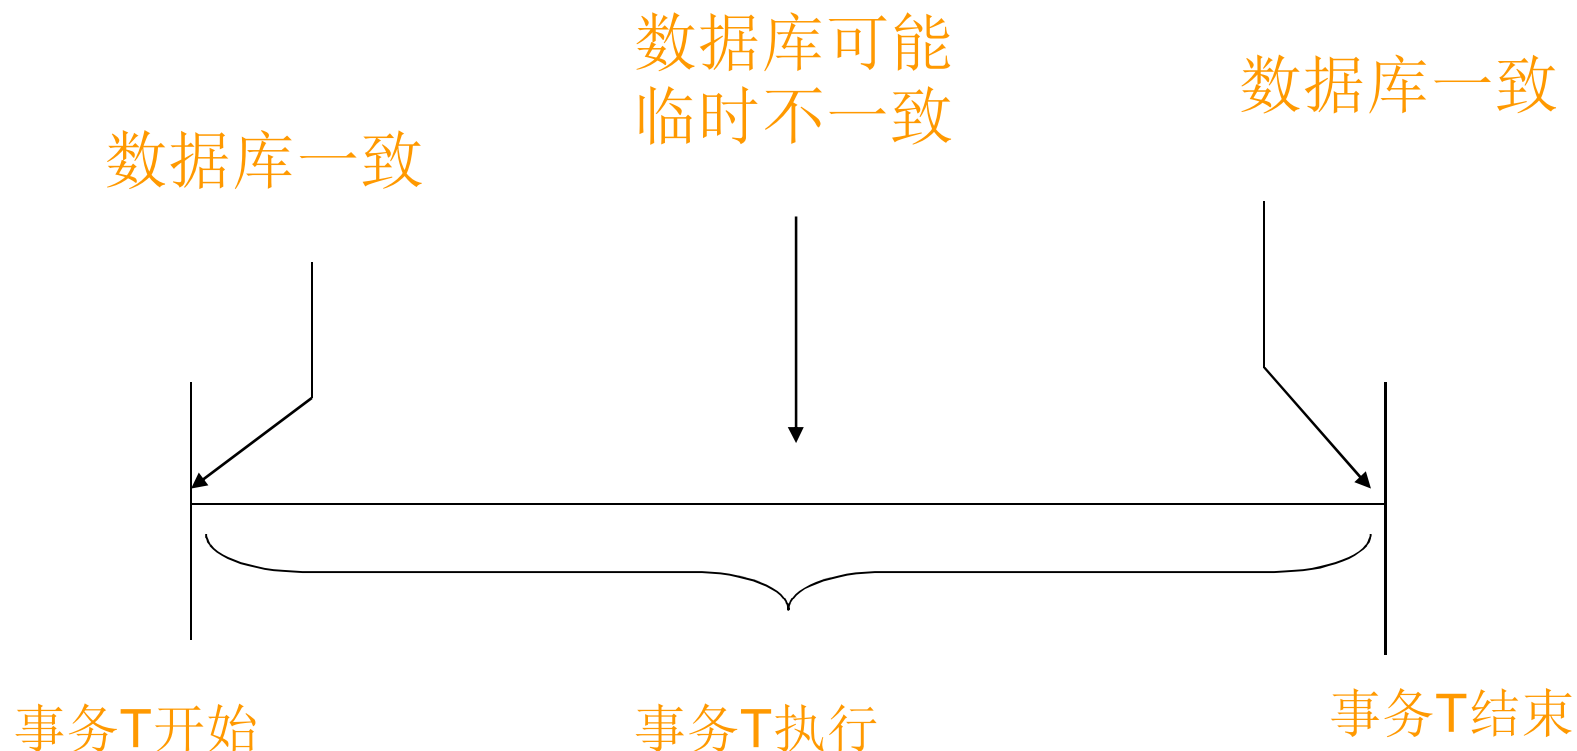 数据库一致
数据库可能
临时不一致
数据库一致
事务T开始
事务T执行
事务T结束